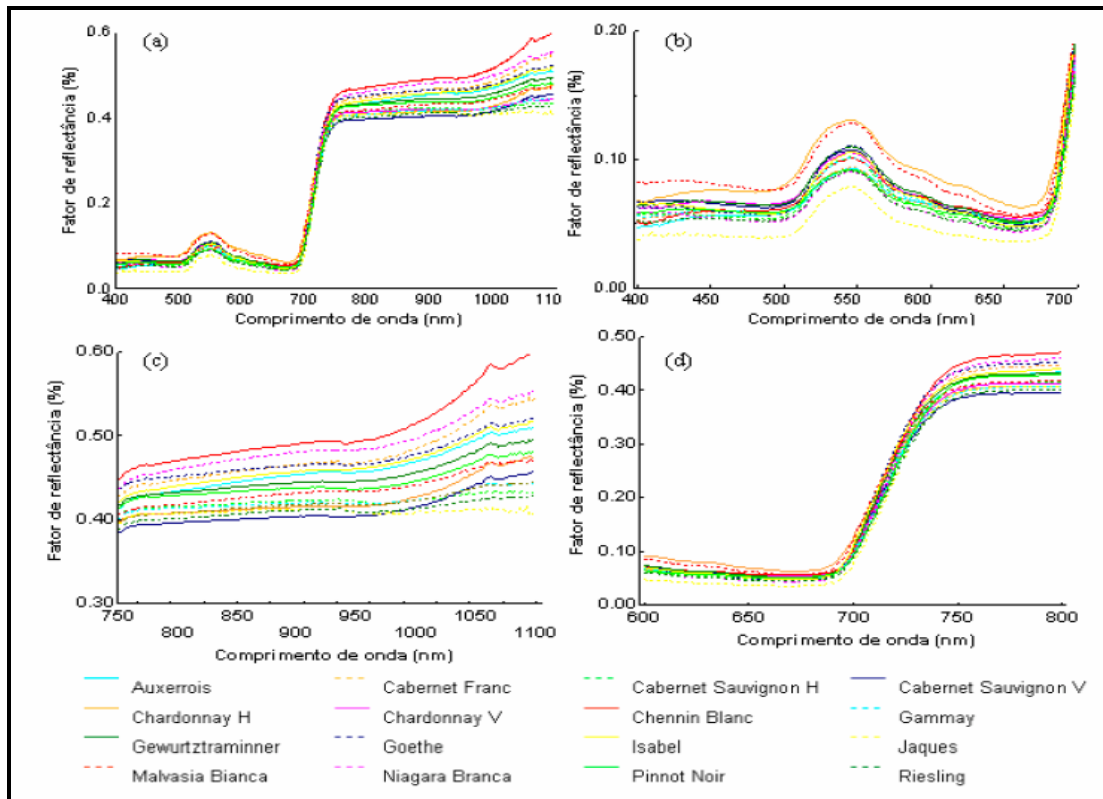 (a)
Fator de reflectância (%)
0.6
0.4
0.2
0.0
400 500 600 700 800 900 1000 110
Comprimento de onda (nm)
(b)
Fator de reflectância (%)
0.20
0.10
0.00
400 450 500 550 600 650 700
Comprimento de onda (nm)
(c)
Fator de reflectância (%)
0.60
0.50
0.40
0.30
750 850 950 1050
800 900 1000 1100
Comprimento de onda (nm)
(d)
Fator de reflectância (%)
0.50
0.40
0.30
0.20
0.10
0.00
600 650 700 750 800
Comprimento de onda (nm)
Auxerrois Cabernet Franc Cabernet Sauvignon H Cabernet Sauvignon V
Chardonnay H Chardonnay V Chennin Blanc Gammay
Gewurtztraminner Goethe Isabel Jaques
Malvasia Bianca Niagara Branca Pinnot Noir Riesling